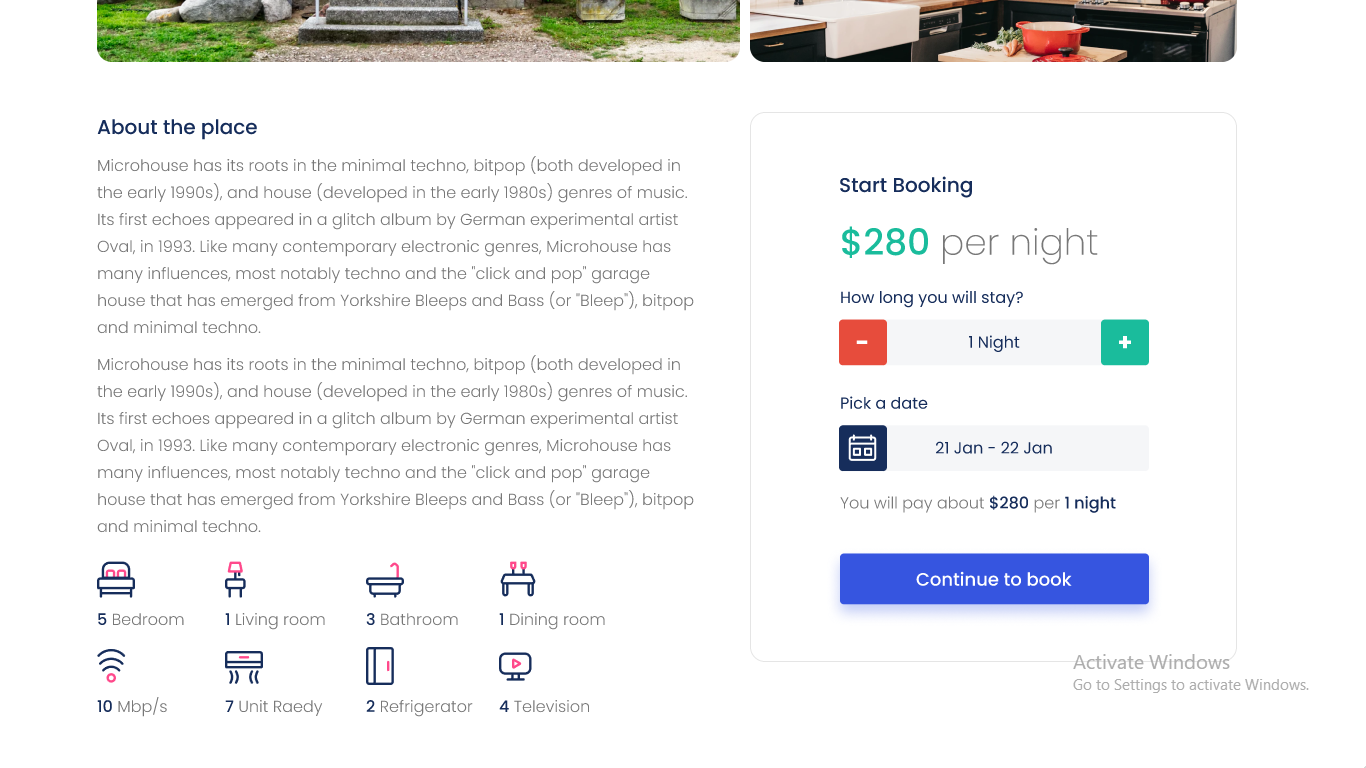 About the place
Microhouse has its roots in the minimal techno, bitpop (both developed in
the early 1990s), and house (developed in the early 1980s) genres of music.
Its first echoes appeared in a glitch album by German experimental artist
Oval, in 1993. Like many contemporary electronic genres, Microhouse has
many influences, most notably techno and the "click and pop" garage
house that has emerged from Yorkshire Bleeps and Bass (or "Bleep"), bitpop
and minimal techno.
Microhouse has its roots in the minimal techno, bitpop (both developed in
the early 1990s), and house (developed in the early 1980s) genres of music.
Its first echoes appeared in a glitch album by German experimental artist
Oval, in 1993. Like many contemporary electronic genres, Microhouse has
many influences, most notably techno and the "click and pop" garage
house that has emerged from Yorkshire Bleeps and Bass (or "Bleep"), bitpop
and minimal techno.
5 Bedroom
1 Living room
3 Bathroom
1 Dining room
10 Mbp/s
7 Unit Raedy
2 Refrigerator
4 Television
Start Booking
$280 per night
How long you will stay?
-
1 Night
+
Pick a date
21 Jan - 22 Jan
You will pay about $280 per 1 night
Continue to book
Activate Windows
Go to Settings to activate Windows.